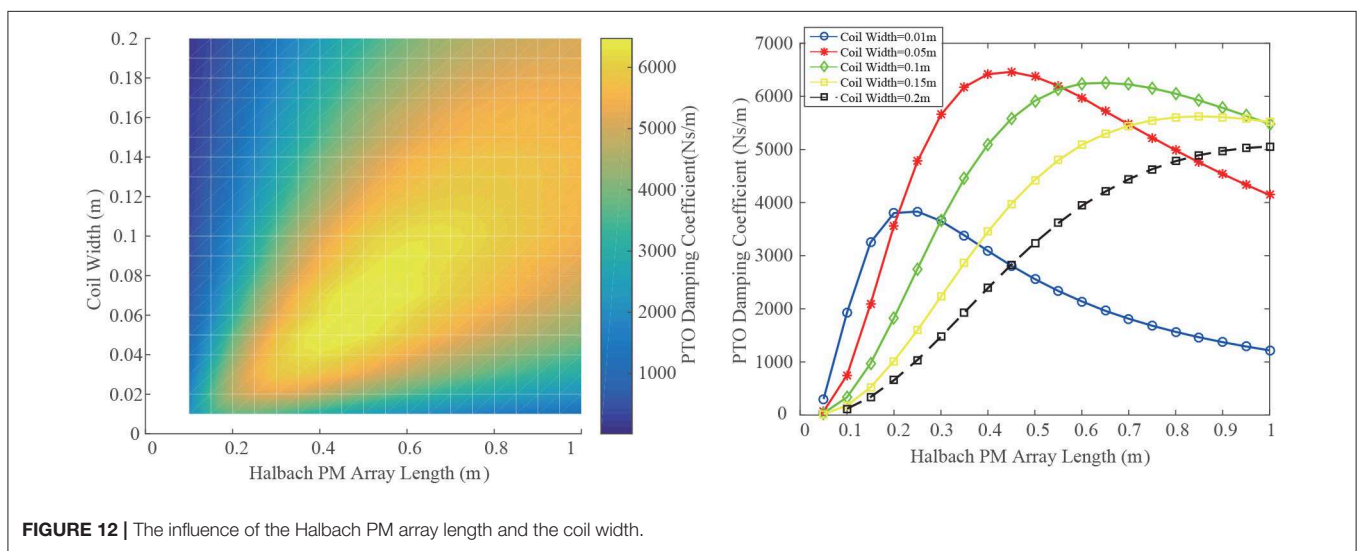 0.2
0.18
0.16
0.14
0.12
0.1
0.08
0.06
0.04
0.02
0
Coil Width (m)
0 0.2 0.4 0.6 0.8 1
Halbach PM Array Length (m)
6000
5000
4000
3000
2000
1000
PTO Damping Coefficient(Ns/m)
Coil Width=0.01m
Coil Width=0.05m
Coil Width=0.1m
Coil Width=0.15m
Coil Width=0.2m
7000
6000
5000
4000
3000
2000
1000
0
PTO Damping Coefficient (Ns/m)
0 0.1 0.2 0.3 0.4 0.5 0.6 0.7 0.8 0.9 1
Halbach PM Array Length (m)
FIGURE 12 | The influence of the Halbach PM array length and the coil width.